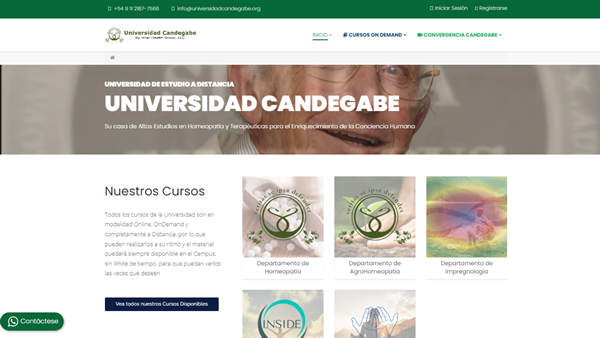 +54 9 11 2187-7566
info@universidadcandegabe.org
Iniciar Sesión
Registrarse
Universidad Candegabe
by Inner Health Group, LLC
INICIO
CURSOS ON DEMAND
CONVERGENCIA CANDEGABE
UNIVERSIDAD DE ESTUDIO A DISTANCIA
UNIVERSIDAD CANDEGABE
Su casa de Altos Estudios en Homeopatía y Terapéuticas para el Enriquecimiento de la Conciencia Humana
Nuestros Cursos
Todos los cursos de la Universidad son en
modalidad Online, OnDemand y
completamente a Distancia, por lo que
pueden realizarlos a su ritmo y el material
quedará siempre disponible en el Campus,
sin límite de tiempo, para que puedan verlos
las veces que deseen
Vea todos nuestros Cursos Disponibles
Departamento de
Homeopatía
Departamento de
AgroHomeopatía
Departamento de
Impregnología
INSIDE
Contáctese